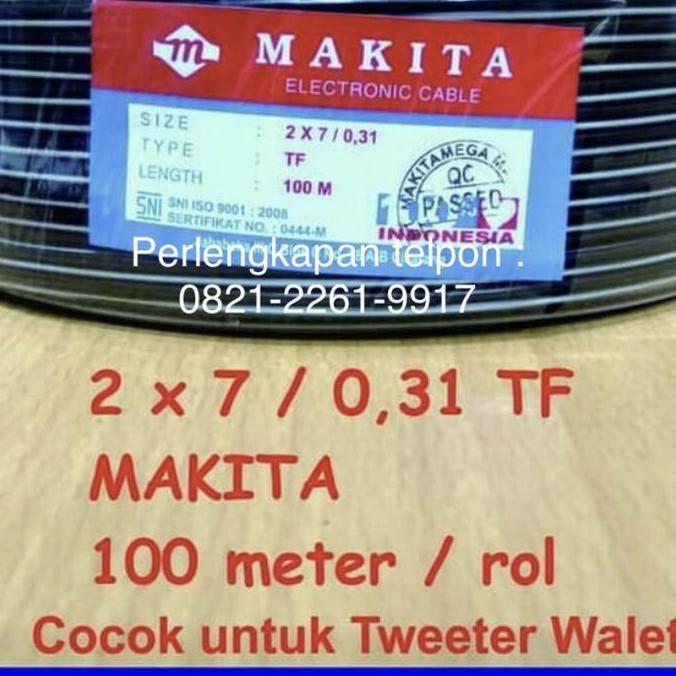 m MAKITA
ELECTRONIC CABLE
SIZE : 2 X 7 / 0,31
TYPE : TF
LENGTH : 100 M
SNI SNI ISO 9001 : 2008
SERTIFIKAT NO. : 0444-M
MAKITAMEGA
QC
PASSED
INDONESIA
Perlengkapan telpon :
0821-2261-9917
2 x 7 / 0,31 TF
MAKITA
100 meter / rol
Cocok untuk Tweeter Walet